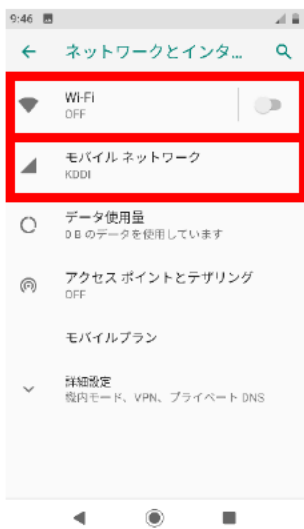 9:46
ネットワークとインタ...
Wi-Fi
OFF
モバイル ネットワーク
KDDI
データ使用量
0 B のデータを使用しています
アクセス ポイントとテザリング
OFF
モバイルプラン
詳細設定
機内モード、VPN、プライベート DNS